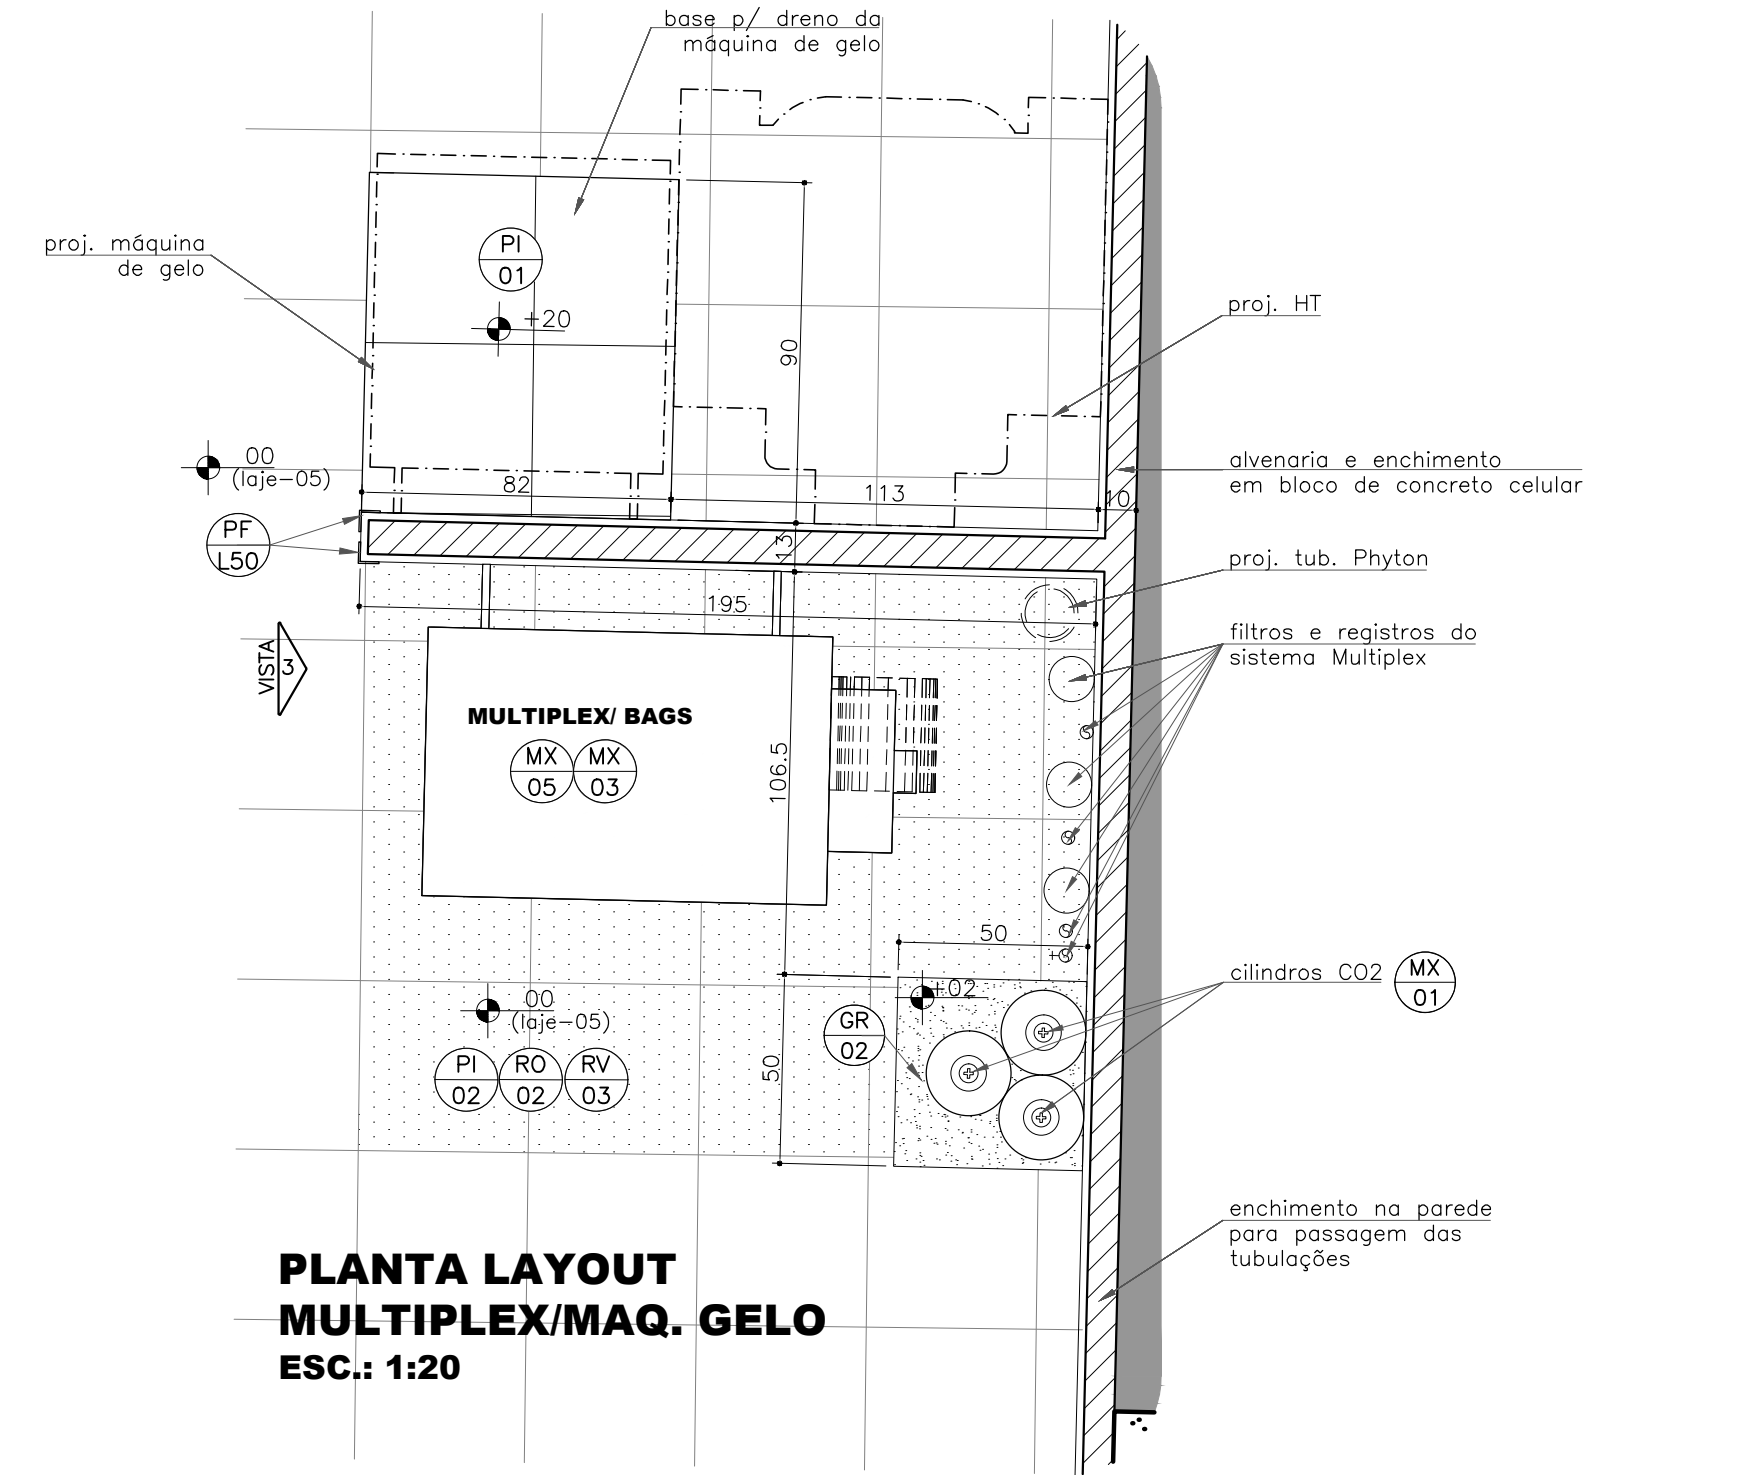 base p/ dreno da
máquina de gelo
proj. máquina
de gelo
PI
01
+20
90
proj. HT
00
(laje-05)
82
113
10
alvenaria e enchimento
em bloco de concreto celular
PF
L50
13
proj. tub. Phyton
195
filtros e registros do
sistema Multiplex
VISTA
3
MULTIPLEX/ BAGS
MX
05
MX
03
106.5
50
cilindros CO2
MX
01
+02
00
(laje-05)
GR
02
PI
02
RO
02
RV
03
50
enchimento na parede
para passagem das
tubulações
PLANTA LAYOUT
MULTIPLEX/MAQ. GELO
ESC.: 1:20